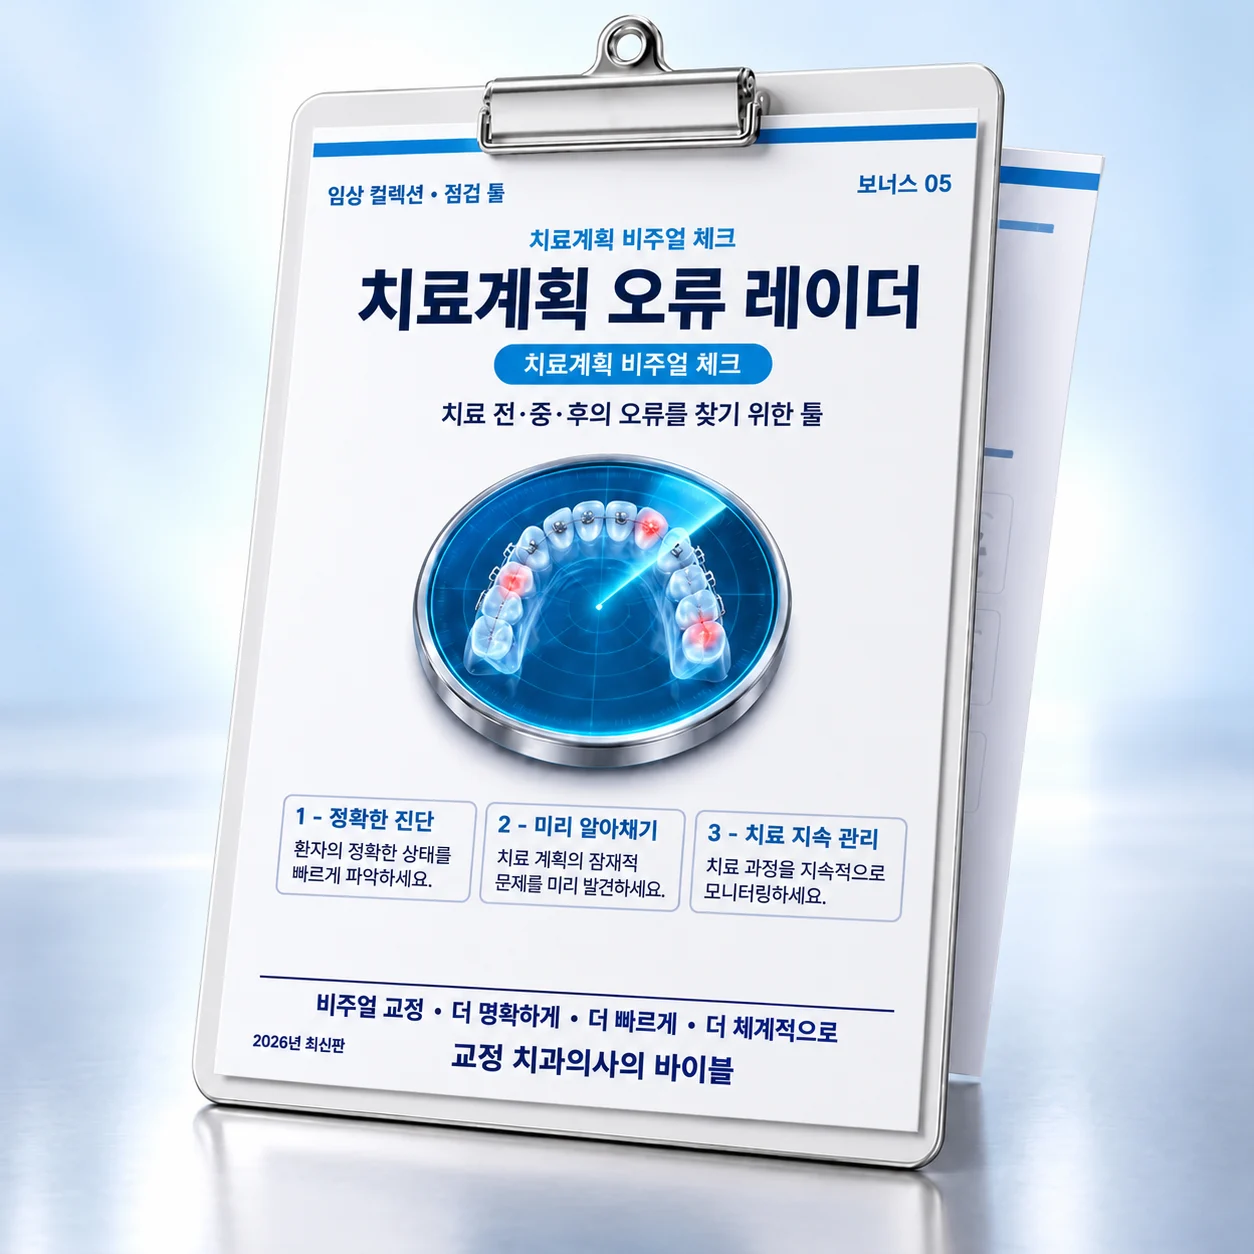 임상 컬렉션 • 점검 툴
보너스 05
치료계획 비주얼 체크
치료계획 오류 레이더
치료계획 비주얼 체크
치료 전·중·후의 오류를 찾기 위한 툴
1 - 정확한 진단
환자의 정확한 상태를
빠르게 파악하세요.
2 - 미리 알아채기
치료 계획의 잠재적
문제를 미리 발견하세요.
3 - 치료 지속 관리
치료 과정을 지속적으로
모니터링하세요.
비주얼 교정 • 더 명확하게 • 더 빠르게 • 더 체계적으로
2026년 최신판
교정 치과의사의 바이블